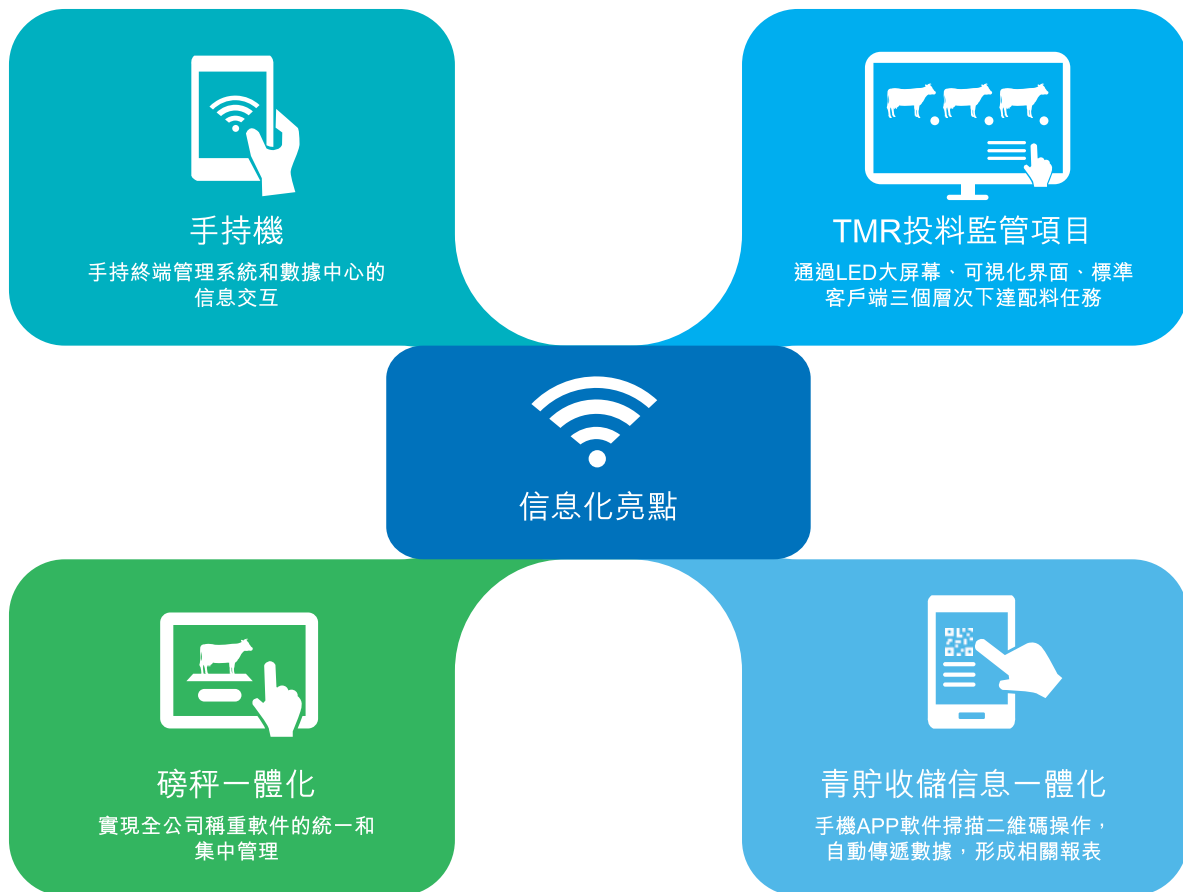 手持機
手持終端管理系統和數據中心的
信息交互
TMR投料監管項目
通過LED大屏幕、可視化界面、標準
客戶端三個層次下達配料任務
信息化亮點
磅秤一體化
實現全公司稱重軟件的統一和
集中管理
青貯收儲信息一體化
手機APP軟件掃描二維碼操作，
自動傳遞數據，形成相關報表